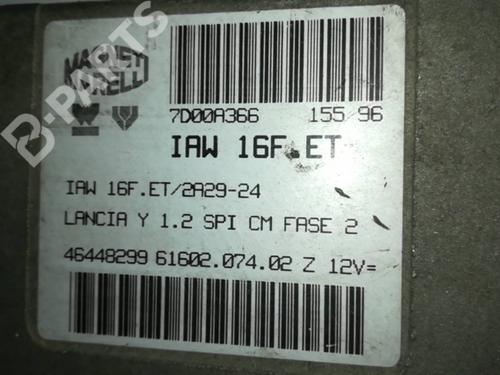 MAGNETI
MARELLI
B-PARTS
7D00A366 155/96
IAW 16F.ET
IAW 16F.ET/2A29-24
LANCIA Y 1.2 SPI CM FASE 2
46448299 61602.074.02 Z 12V=